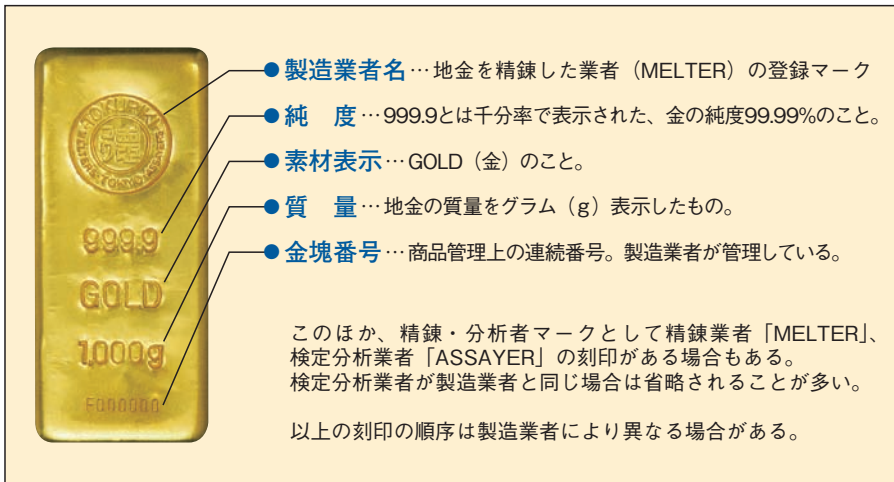 TOKURIKI
徳力
999.9
GOLD
1,000g
F000000
● 製造業者名…地金を精錬した業者（MELTER）の登録マーク
● 純　度…999.9とは千分率で表示された、金の純度99.99%のこと。
● 素材表示…GOLD（金）のこと。
● 質　量…地金の質量をグラム（g）表示したもの。
● 金塊番号…商品管理上の連続番号。製造業者が管理している。
このほか、精錬・分析者マークとして精錬業者「MELTER」、
検定分析業者「ASSAYER」の刻印がある場合もある。
検定分析業者が製造業者と同じ場合は省略されることが多い。
以上の刻印の順序は製造業者により異なる場合がある。